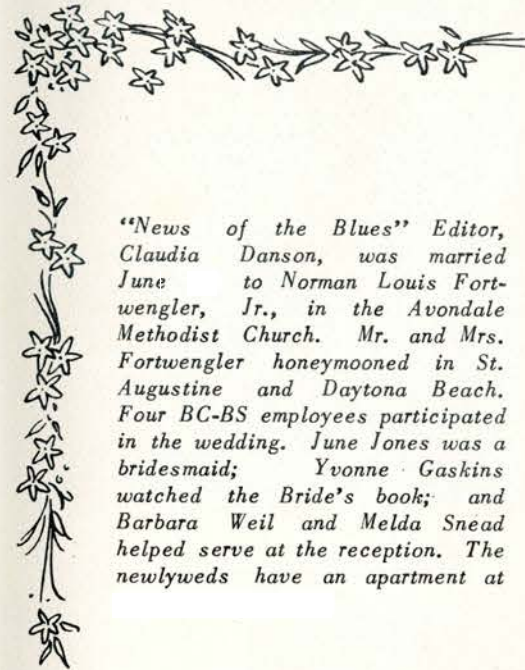 “News of the Blues” Editor,
Claudia Danson, was married
June to Norman Louis Fort-
wengler, Jr., in the Avondale
Methodist Church. Mr. and Mrs.
Fortwengler honeymooned in St.
Augustine and Daytona Beach.
Four BC-BS employees participated
in the wedding. June Jones was a
bridesmaid; Yvonne Gaskins
watched the Bride's book; and
Barbara Weil and Melda Snead
helped serve at the reception. The
newlyweds have an apartment at